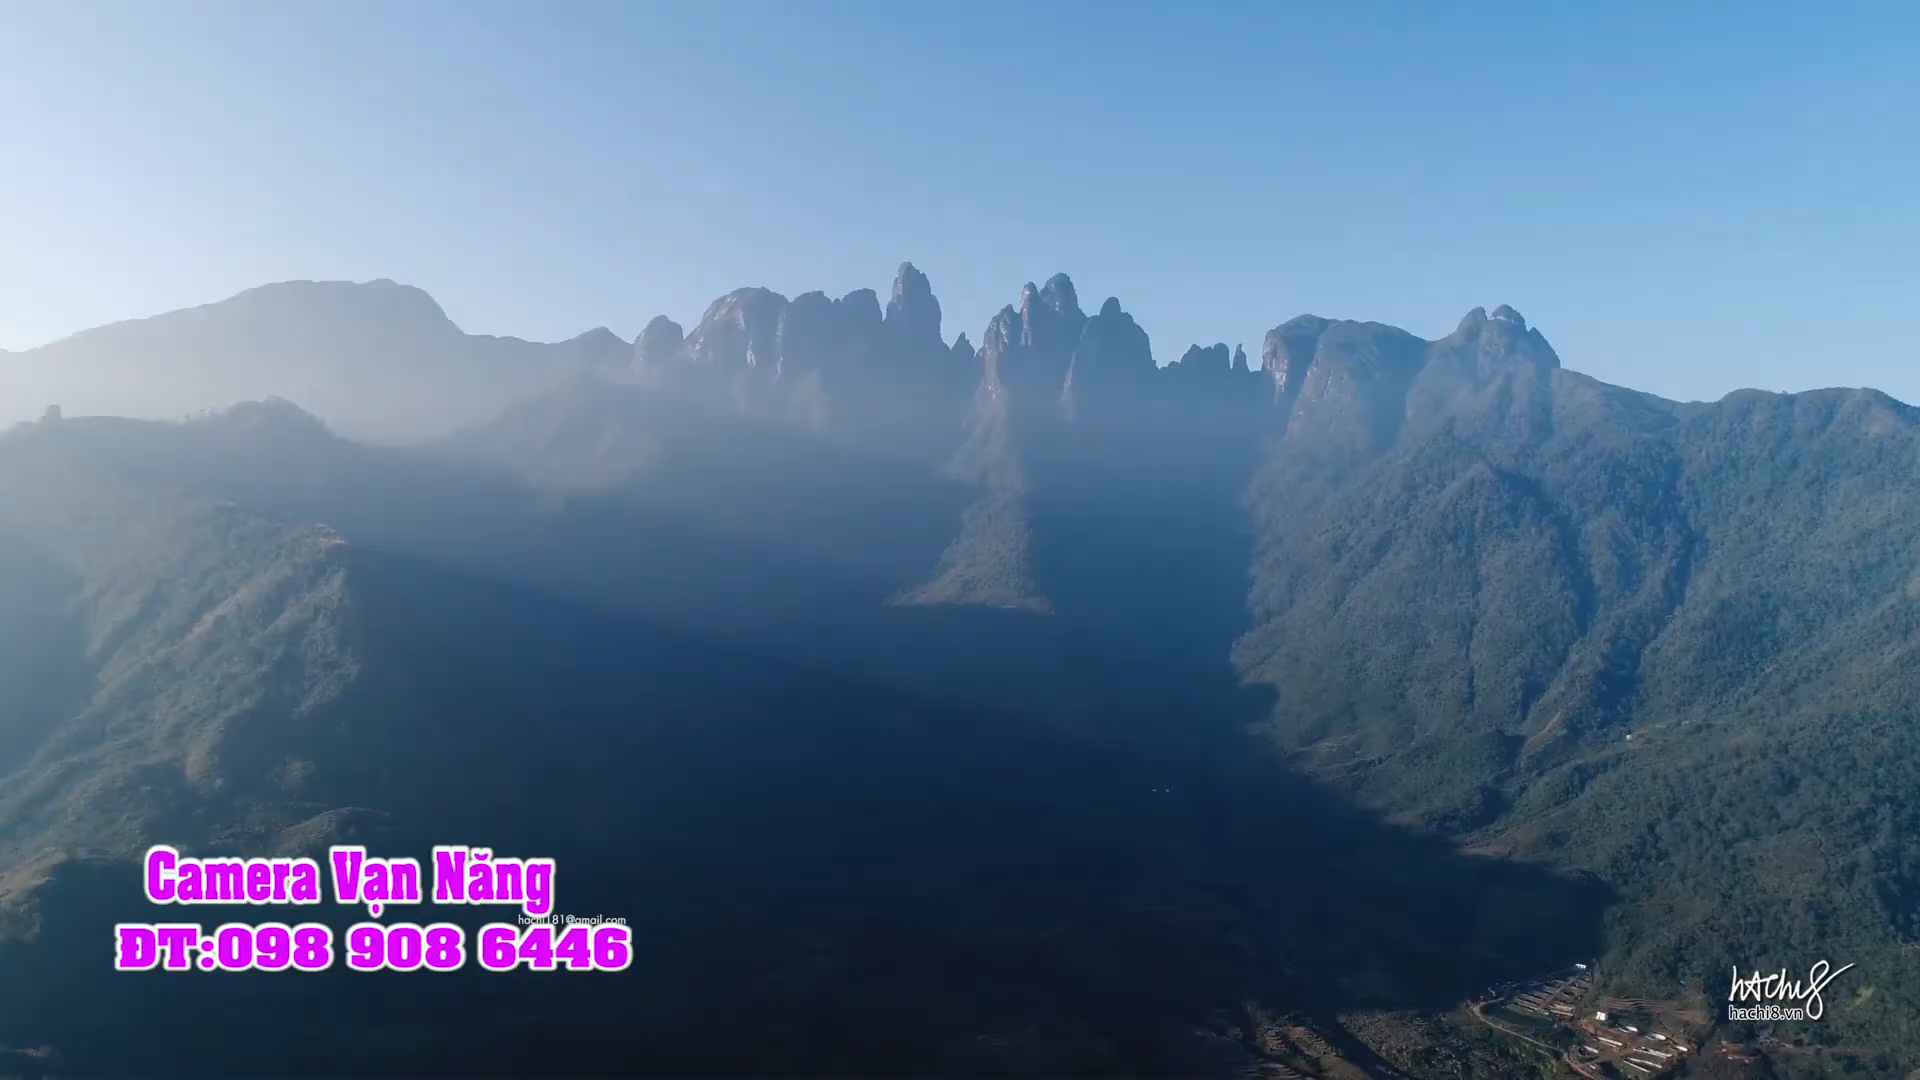 Camera Vạn Năng
hachi181@gmail.com
ĐT:098 908 6446
hAchi8
hachi8.vn